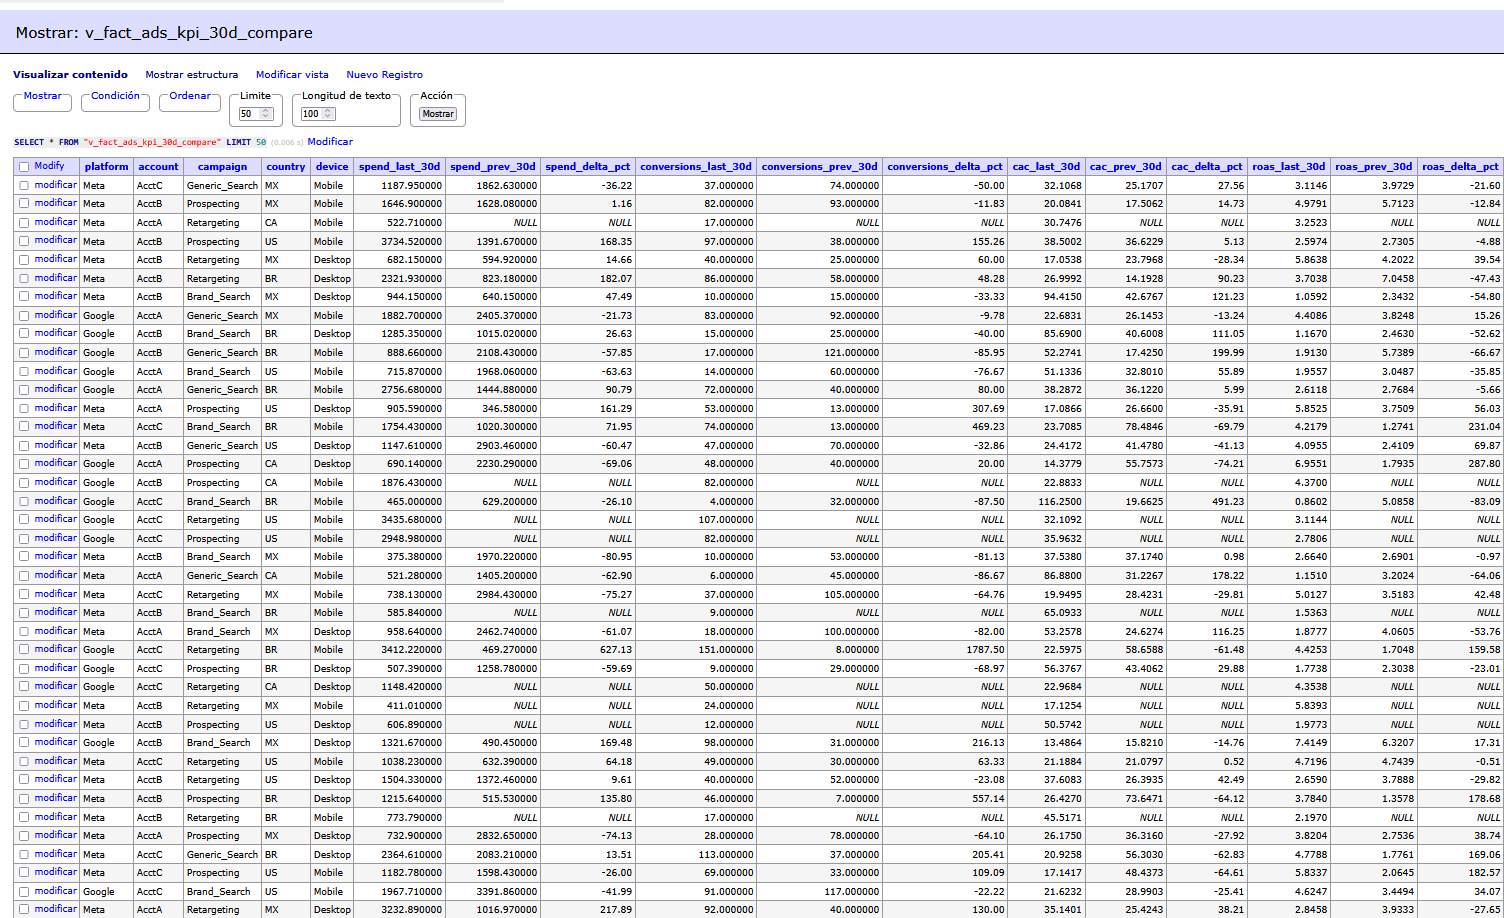 Mostrar: v_fact_ads_kpi_30d_compare
Visualizar contenido Mostrar estructura Modificar vista Nuevo Registro
Mostrar Condición Ordenar Limite Longitud de texto Acción
50 100 Mostrar
SELECT * FROM "v_fact_ads_kpi_30d_compare" LIMIT 50 (0.006 s) Modificar
Modify platform account campaign country device spend_last_30d spend_prev_30d spend_delta_pct conversions_last_30d conversions_prev_30d conversions_delta_pct cac_last_30d cac_prev_30d cac_delta_pct roas_last_30d roas_prev_30d roas_delta_pct
modificar Meta AcctC Generic_Search MX Mobile 1187.950000 1862.630000 -36.22 37.000000 74.000000 -50.00 32.1068 25.1707 27.56 3.1146 3.9729 -21.60
modificar Meta AcctB Prospecting MX Mobile 1646.900000 1628.080000 1.16 82.000000 93.000000 -11.83 20.0841 17.5062 14.73 4.9791 5.7123 -12.84
modificar Meta AcctA Retargeting CA Mobile 522.710000 NULL NULL 17.000000 NULL NULL 30.7476 NULL NULL 3.2523 NULL NULL
modificar Meta AcctB Prospecting US Mobile 3734.520000 1391.670000 168.35 97.000000 38.000000 155.26 38.5002 36.6229 5.13 2.5974 2.7305 -4.88
modificar Meta AcctB Retargeting MX Desktop 682.150000 594.920000 14.66 40.000000 25.000000 60.00 17.0538 23.7968 -28.34 5.8638 4.2022 39.54
modificar Meta AcctB Retargeting BR Desktop 2321.930000 823.180000 182.07 86.000000 58.000000 48.28 26.9992 14.1928 90.23 3.7038 7.0458 -47.43
modificar Meta AcctB Brand_Search MX Desktop 944.150000 640.150000 47.49 10.000000 15.000000 -33.33 94.4150 42.6767 121.23 1.0592 2.3432 -54.80
modificar Google AcctA Generic_Search MX Mobile 1882.700000 2405.370000 -21.73 83.000000 92.000000 -9.78 22.6831 26.1453 -13.24 4.4086 3.8248 15.26
modificar Google AcctB Brand_Search BR Desktop 1285.350000 1015.020000 26.63 15.000000 25.000000 -40.00 85.6900 40.6008 111.05 1.1670 2.4630 -52.62
modificar Google AcctB Generic_Search BR Mobile 888.660000 2108.430000 -57.85 17.000000 121.000000 -85.95 52.2741 17.4250 199.99 1.9130 5.7389 -66.67
modificar Google AcctA Brand_Search US Mobile 715.870000 1968.060000 -63.63 14.000000 60.000000 -76.67 51.1336 32.8010 55.89 1.9557 3.0487 -35.85
modificar Google AcctA Generic_Search BR Mobile 2756.680000 1444.880000 90.79 72.000000 40.000000 80.00 38.2872 36.1220 5.99 2.6118 2.7684 -5.66
modificar Meta AcctA Prospecting US Desktop 905.590000 346.580000 161.29 53.000000 13.000000 307.69 17.0866 26.6600 -35.91 5.8525 3.7509 56.03
modificar Meta AcctC Brand_Search BR Mobile 1754.430000 1020.300000 71.95 74.000000 13.000000 469.23 23.7085 78.4846 -69.79 4.2179 1.2741 231.04
modificar Meta AcctB Generic_Search US Desktop 1147.610000 2903.460000 -60.47 47.000000 70.000000 -32.86 24.4172 41.4780 -41.13 4.0955 2.4109 69.87
modificar Google AcctA Prospecting CA Desktop 690.140000 2230.290000 -69.06 48.000000 40.000000 20.00 14.3779 55.7573 -74.21 6.9551 1.7935 287.80
modificar Google AcctB Prospecting CA Mobile 1876.430000 NULL NULL 82.000000 NULL NULL 22.8833 NULL NULL 4.3700 NULL NULL
modificar Google AcctC Brand_Search BR Mobile 465.000000 629.200000 -26.10 4.000000 32.000000 -87.50 116.2500 19.6625 491.23 0.8602 5.0858 -83.09
modificar Google AcctC Retargeting US Mobile 3435.680000 NULL NULL 107.000000 NULL NULL 32.1092 NULL NULL 3.1144 NULL NULL
modificar Google AcctC Prospecting US Mobile 2948.980000 NULL NULL 82.000000 NULL NULL 35.9632 NULL NULL 2.7806 NULL NULL
modificar Meta AcctB Brand_Search MX Mobile 375.380000 1970.220000 -80.95 10.000000 53.000000 -81.13 37.5380 37.1740 0.98 2.6640 2.6901 -0.97
modificar Meta AcctA Generic_Search CA Mobile 521.280000 1405.200000 -62.90 6.000000 45.000000 -86.67 86.8800 31.2267 178.22 1.1510 3.2024 -64.06
modificar Meta AcctC Retargeting MX Mobile 738.130000 2984.430000 -75.27 37.000000 105.000000 -64.76 19.9495 28.4231 -29.81 5.0127 3.5183 42.48
modificar Meta AcctC Brand_Search BR Mobile 585.840000 NULL NULL 9.000000 NULL NULL 65.0933 NULL NULL 1.5363 NULL NULL
modificar Meta AcctA Brand_Search MX Desktop 958.640000 2462.740000 -61.07 18.000000 100.000000 -82.00 53.2578 24.6274 116.25 1.8777 4.0605 -53.76
modificar Google AcctC Retargeting BR Mobile 3412.220000 469.270000 627.13 151.000000 8.000000 1787.50 22.5975 58.6588 -61.48 4.4253 1.7048 159.58
modificar Google AcctC Prospecting BR Desktop 507.390000 1258.780000 -59.69 9.000000 29.000000 -68.97 56.3767 43.4062 29.88 1.7738 2.3038 -23.01
modificar Google AcctC Retargeting CA Desktop 1148.420000 NULL NULL 50.000000 NULL NULL 22.9684 NULL NULL 4.3538 NULL NULL
modificar Meta AcctB Retargeting MX Mobile 411.010000 NULL NULL 24.000000 NULL NULL 17.1254 NULL NULL 5.8393 NULL NULL
modificar Meta AcctB Prospecting US Desktop 606.890000 NULL NULL 12.000000 NULL NULL 50.5742 NULL NULL 1.9773 NULL NULL
modificar Google AcctB Brand_Search MX Mobile 1321.670000 490.450000 169.48 98.000000 31.000000 216.13 13.4864 15.8210 -14.76 7.4149 6.3207 17.31
modificar Meta AcctC Retargeting US Mobile 1038.230000 632.390000 64.18 49.000000 30.000000 63.33 21.1884 21.0797 0.52 4.7196 4.7439 -0.51
modificar Meta AcctB Retargeting US Desktop 1504.330000 1372.460000 9.61 40.000000 52.000000 -23.08 37.6083 26.3935 42.49 2.6590 3.7888 -29.82
modificar Meta AcctB Prospecting BR Desktop 1215.640000 515.530000 135.80 46.000000 7.000000 557.14 26.4270 73.6471 -64.12 3.7840 1.3578 178.68
modificar Meta AcctB Retargeting BR Mobile 773.790000 NULL NULL 17.000000 NULL NULL 45.5171 NULL NULL 2.1970 NULL NULL
modificar Meta AcctA Prospecting MX Desktop 732.900000 2832.650000 -74.13 28.000000 78.000000 -64.10 26.1750 36.3160 -27.92 3.8204 2.7536 38.74
modificar Meta AcctC Generic_Search BR Desktop 2364.610000 2083.210000 13.51 113.000000 37.000000 205.41 20.9258 56.3030 -62.83 4.7788 1.7761 169.06
modificar Meta AcctC Prospecting US Mobile 1182.780000 1598.430000 -26.00 69.000000 33.000000 109.09 17.1417 48.4373 -64.61 5.8337 2.0645 182.57
modificar Google AcctC Brand_Search US Mobile 1967.710000 3391.860000 -41.99 91.000000 117.000000 -22.22 21.6232 28.9903 -25.41 4.6247 3.4494 34.07
modificar Meta AcctA Retargeting MX Desktop 3232.890000 1016.970000 217.89 92.000000 40.000000 130.00 35.1401 25.4243 38.21 2.8458 3.9333 -27.65